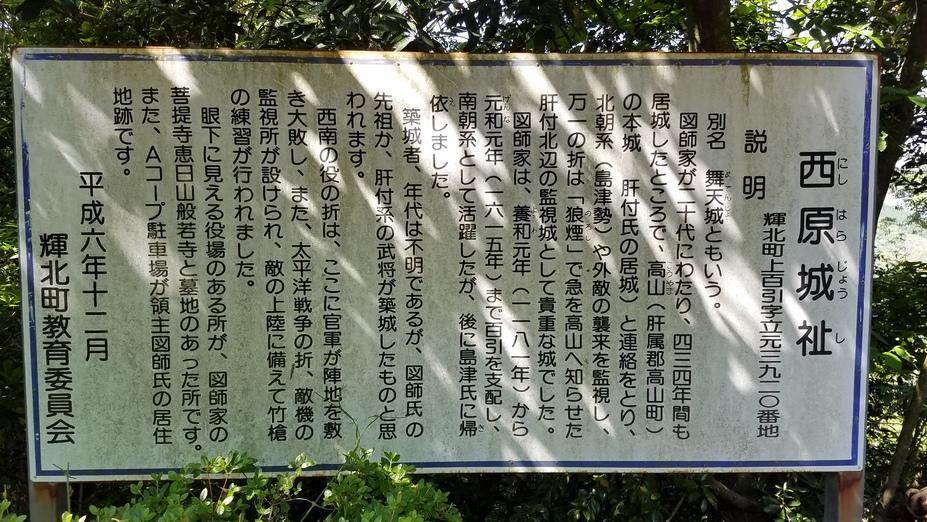 西原城祉
にし はら じょう し
輝北町上百引字立元三九一〇番地
説明
別名 舞天城ともいう。
図師家が二十代にわたり、四三四年間も
居城したところで、高山(肝属郡高山町)
の本城 肝付氏の居城)と連絡をとり、
北朝系(島津勢)や外敵の襲来を監視し、
万一の折は「狼煙」で急を高山へ知らせた
肝付北辺の監視城として貴重な城でした。
図師家は、養和元年(一一八一年)から
元和元年(一六一五年)まで百引を支配し、
南朝系として活躍したが、後に島津氏に帰
依しました。
築城者、年代は不明であるが、図師氏の
先祖か、肝付系の武将が築城したものと思
われます。
西南の役の折は、ここに官軍が陣地を敷
き大敗し、また、太平洋戦争の折、敵機の
監視所が設けられ、敵の上陸に備えて竹槍
の練習が行われました。
眼下に見える役場のある所が、図師家の
菩提寺恵日山般若寺と墓地のあった所です。
また、Aコープ駐車場が領主図師氏の居住
地跡です。
平成六年十二月
輝北町教育委員会